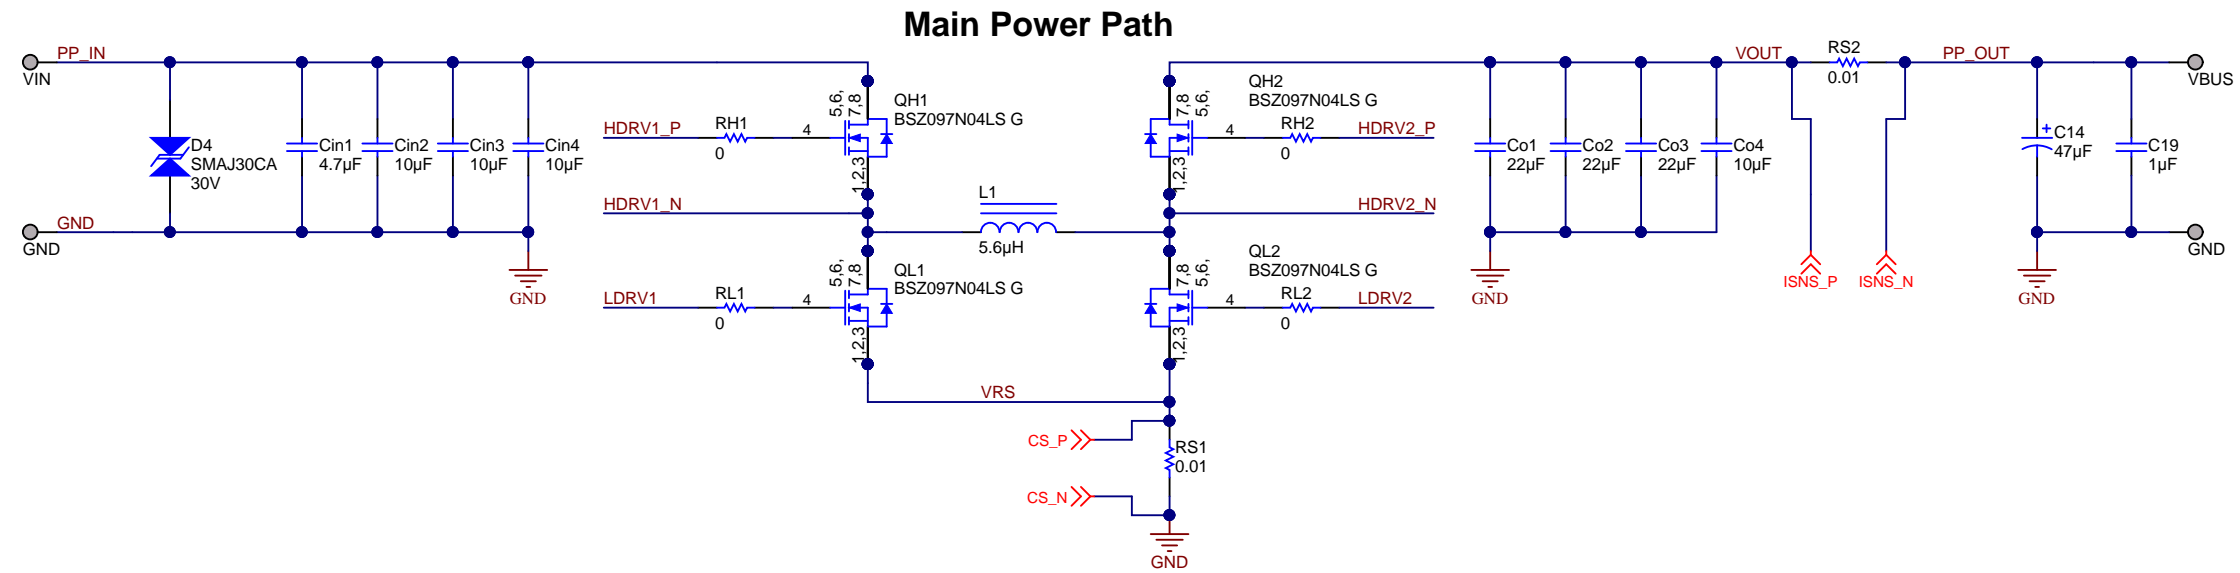 Main Power Path
PP_IN
VIN
D4
SMAJ30CA
30V
Cin1
4.7µF
Cin2
10µF
Cin3
10µF
Cin4
10µF
GND
GND
GND
HDRV1_P
RH1
0
4
5,6,
7,8
1,2,3
QH1
BSZ097N04LS G
HDRV1_N
LDRV1
RL1
0
4
5,6,
7,8
1,2,3
QL1
BSZ097N04LS G
L1
5.6µH
QH2
BSZ097N04LS G
7,8
5,6,
1,2,3
4
RH2
0
HDRV2_P
HDRV2_N
QL2
BSZ097N04LS G
7,8
5,6,
1,2,3
4
RL2
0
LDRV2
VRS
CS_P
RS1
0.01
CS_N
GND
Co1
22µF
Co2
22µF
Co3
22µF
Co4
10µF
GND
VOUT
RS2
0.01
PP_OUT
ISNS_P
ISNS_N
C14
47µF
C19
1µF
VBUS
GND
GND